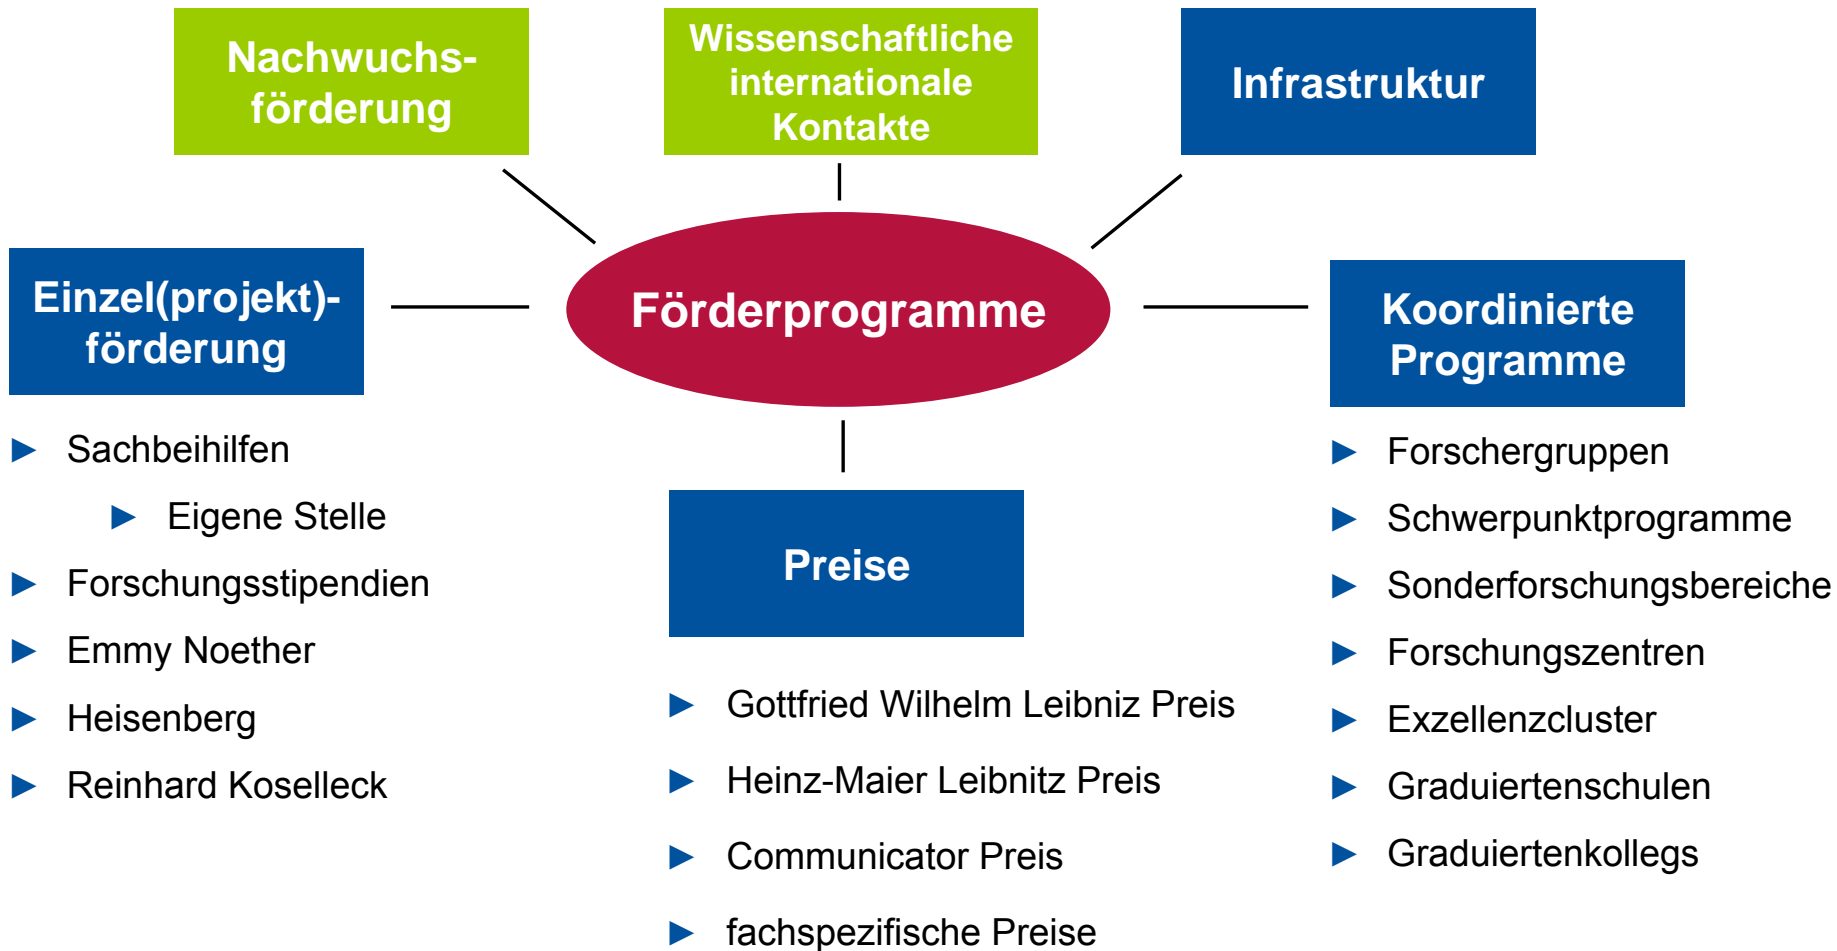 Nachwuchs-
förderung
Wissenschaftliche
internationale
Kontakte
Infrastruktur
Einzel(projekt)-
förderung
Förderprogramme
Koordinierte
Programme
Sachbeihilfen
Eigene Stelle
Forschungsstipendien
Emmy Noether
Heisenberg
Reinhard Koselleck
Preise
Gottfried Wilhelm Leibniz Preis
Heinz-Maier Leibnitz Preis
Communicator Preis
fachspezifische Preise
Forschergruppen
Schwerpunktprogramme
Sonderforschungsbereiche
Forschungszentren
Exzellenzcluster
Graduiertenschulen
Graduiertenkollegs